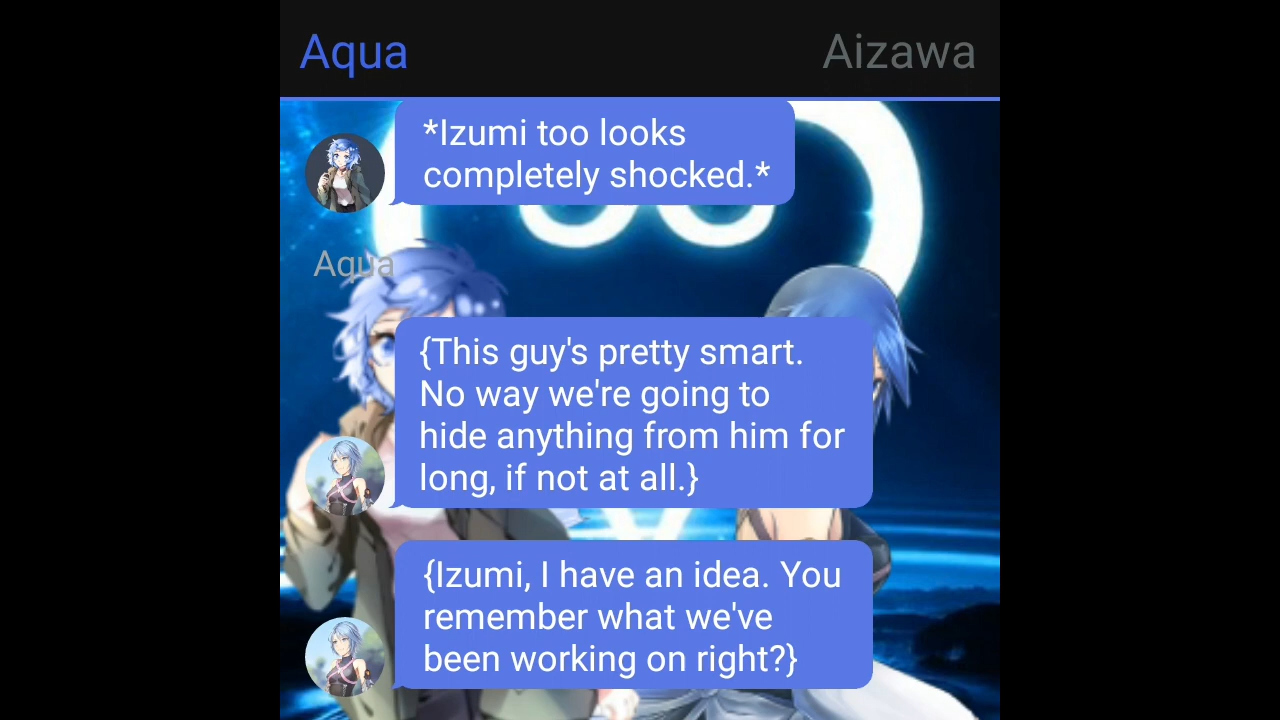 Aqua Aizawa
*Izumi too looks
completely shocked.*
Aqua
{This guy's pretty smart.
No way we're going to
hide anything from him for
long, if not at all.}
{Izumi, I have an idea. You
remember what we've
been working on right?}